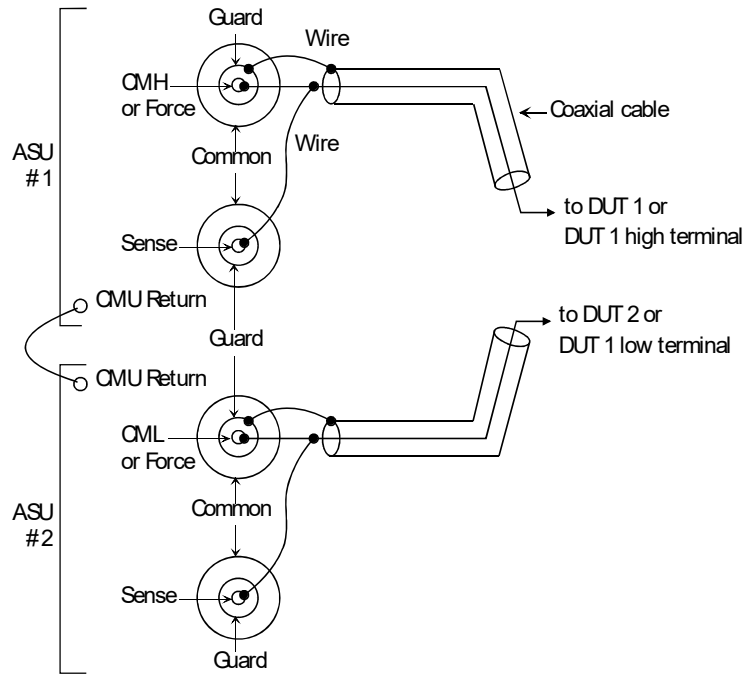 Guard
Wire
CMH
or Force
Coaxial cable
ASU
#1
Common
Wire
to DUT 1 or
DUT 1 high terminal
Sense
CMU Return
to DUT 2 or
DUT 1 low terminal
Guard
CMU Return
CML
or Force
ASU
#2
Common
Sense
Guard